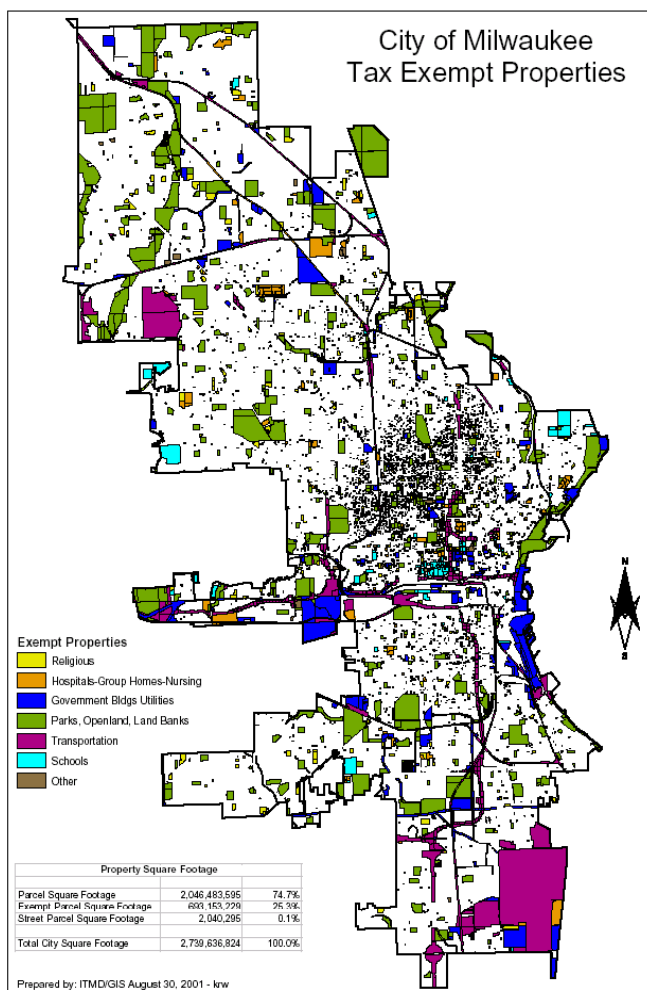 City of Milwaukee
Tax Exempt Properties
N
S
Exempt Properties
Religious
Hospitals-Group Homes-Nursing
Government Bldgs Utilities
Parks, Openland, Land Banks
Transportation
Schools
Other
Property Square Footage
Parcel Square Footage 2,046,483,595 74.7%
Exempt Parcel Square Footage 693,153,229 25.3%
Street Parcel Square Footage 2,040,295 0.1%
Total City Square Footage 2,739,636,824 100.0%
Prepared by: ITMD/GIS August 30, 2001 - krw